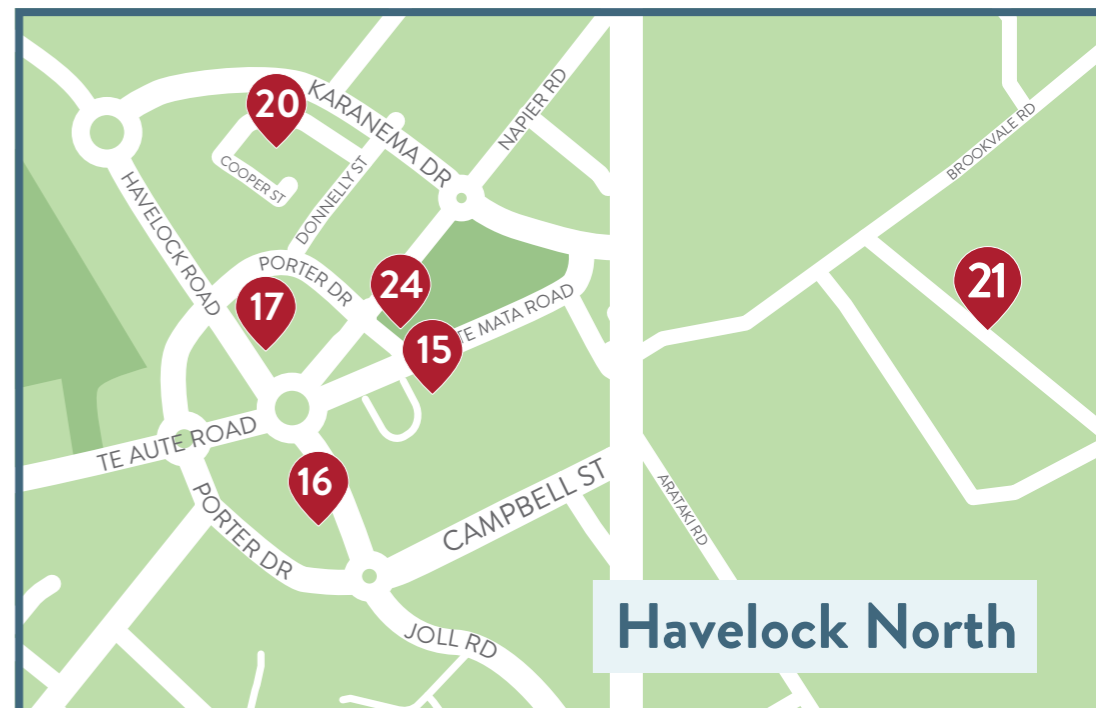 20
KARANEMA DR
NAPIER RD
BROOKVALE RD
COOPER ST
DONNELLY ST
HAVELOCK ROAD
PORTER DR
17
24
21
15
TE MATA ROAD
TE AUTE ROAD
16
CAMPBELL ST
ARATAKI RD
PORTER DR
JOLL RD
Havelock North